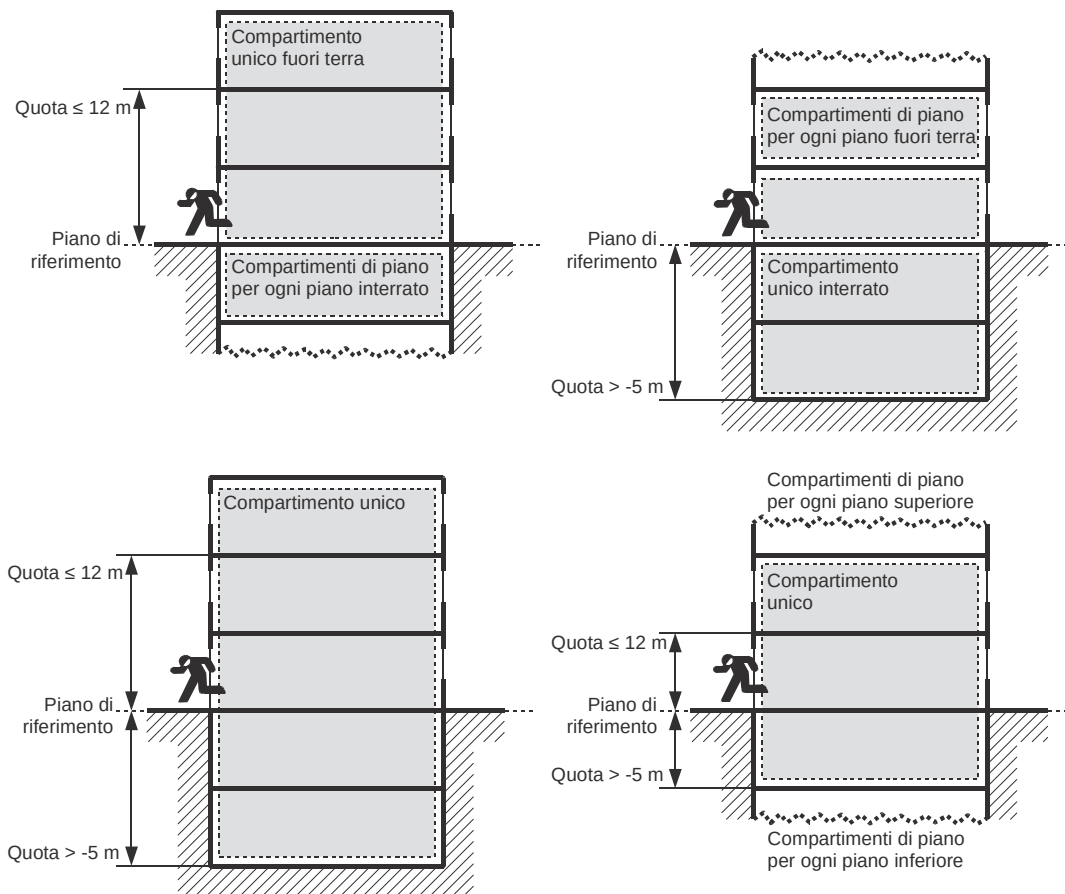 Compartimento
unico fuori terra
Quota ≤ 12 m
Piano di
riferimento
Compartimenti di piano
per ogni piano interrato
Compartimenti di piano
per ogni piano fuori terra
Piano di
riferimento
Compartimento
unico interrato
Quota > -5 m
Compartimento unico
Quota ≤ 12 m
Piano di
riferimento
Quota > -5 m
Compartimenti di piano
per ogni piano superiore
Compartimento
unico
Quota ≤ 12 m
Piano di
riferimento
Quota > -5 m
Compartimenti di piano
per ogni piano inferiore